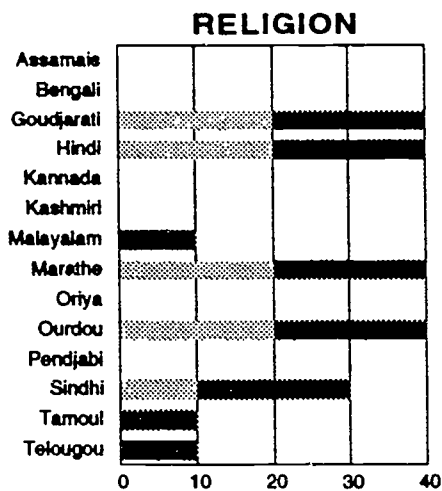 RELIGION
Assamais
Bengali
Goudjarati
Hindi
Kannada
Kashmiri
Malayalam
Marathe
Oriya
Ourdou
Pendjabi
Sindhi
Tamoul
Telougou
0 10 20 30 40